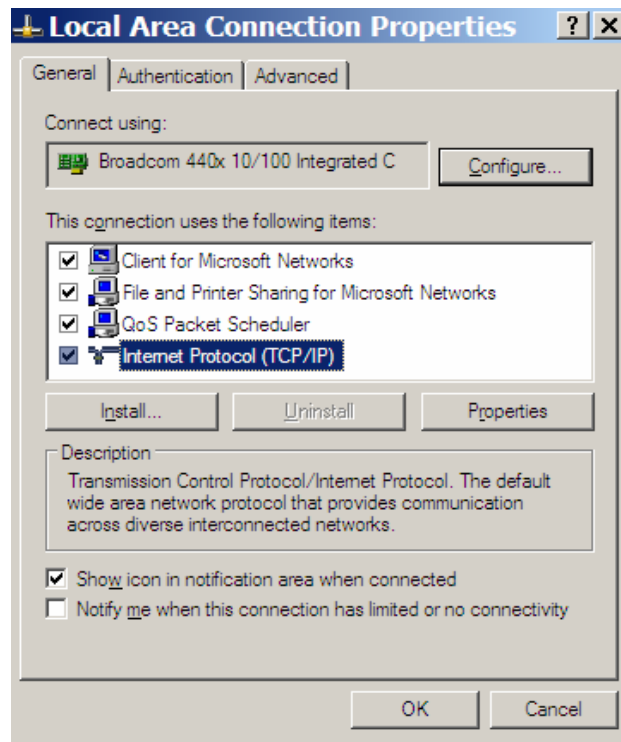 Local Area Connection Properties
General Authentication Advanced
Connect using:
Broadcom 440x 10/100 Integrated C Configure...
This connection uses the following items:
Client for Microsoft Networks
File and Printer Sharing for Microsoft Networks
QoS Packet Scheduler
Internet Protocol (TCP/IP)
Install... Uninstall Properties
Description
Transmission Control Protocol/Internet Protocol. The default
wide area network protocol that provides communication
across diverse interconnected networks.
Show icon in notification area when connected
Notify me when this connection has limited or no connectivity
OK Cancel